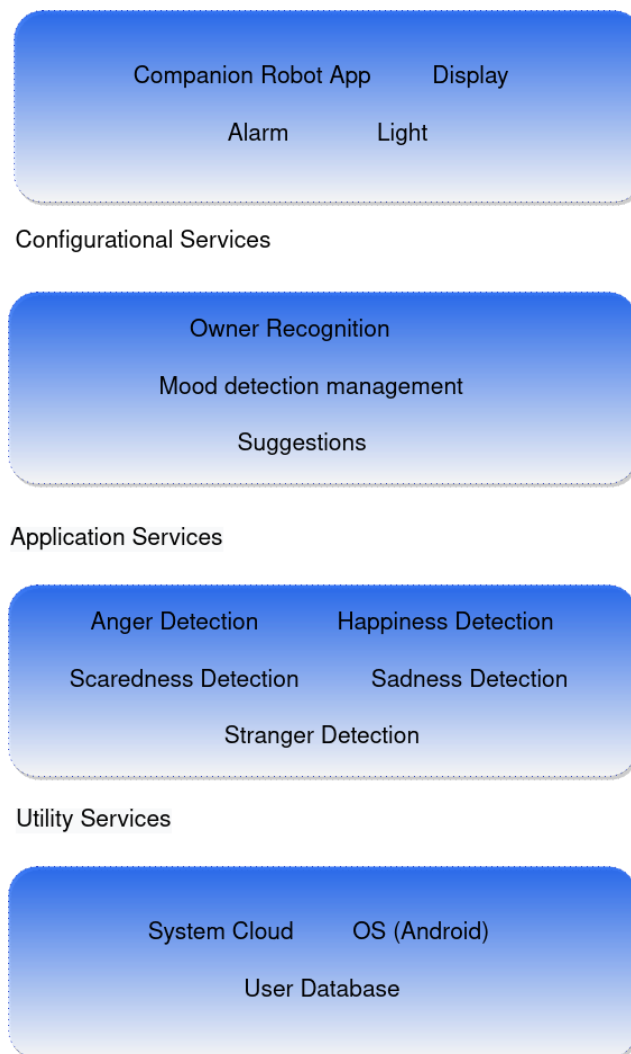 Companion Robot App Display
Alarm Light
Configurational Services
Owner Recognition
Mood detection management
Suggestions
Application Services
Anger Detection Happiness Detection
Scaredness Detection Sadness Detection
Stranger Detection
Utility Services
System Cloud OS (Android)
User Database